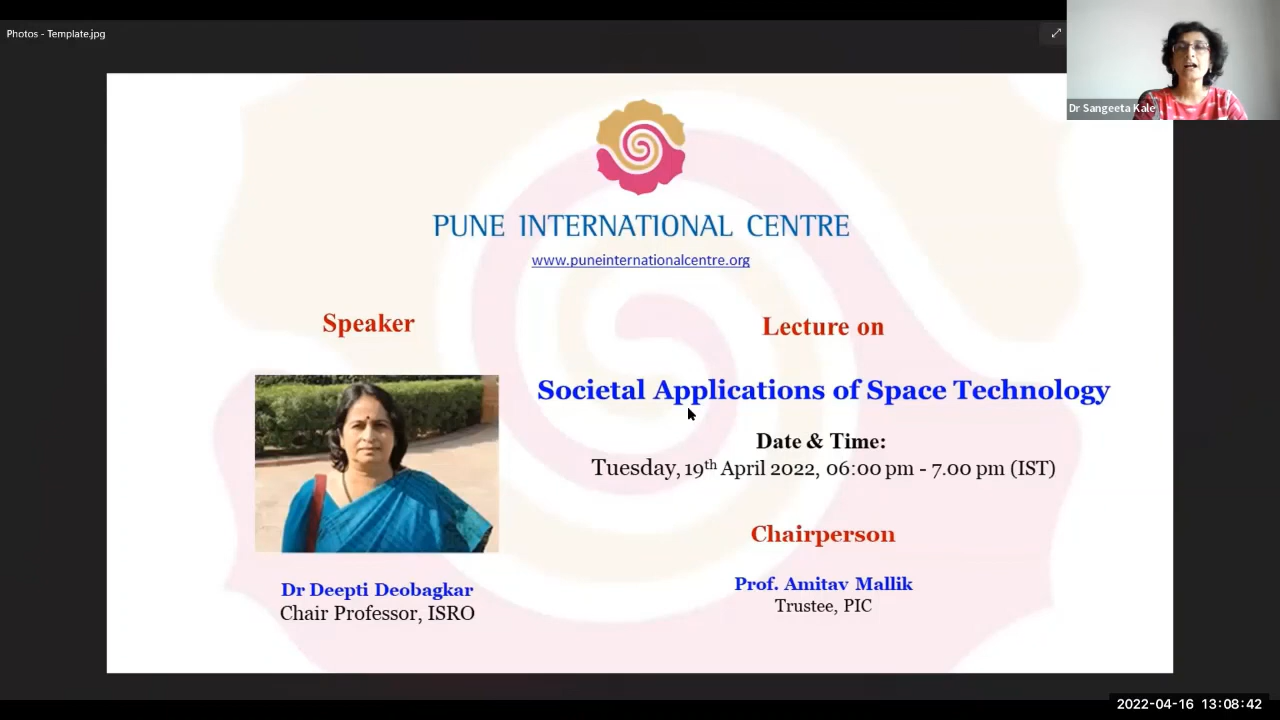 Photos - Template.jpg
Dr Sangeeta Kale
PUNE INTERNATIONAL CENTRE
www.puneinternationalcentre.org
Speaker
Dr Deepti Deobagkar
Chair Professor, ISRO
Lecture on
Societal Applications of Space Technology
Date & Time:
Tuesday, 19th April 2022, 06:00 pm - 7.00 pm (IST)
Chairperson
Prof. Amitav Mallik
Trustee, PIC
2022-04-16 13:08:42